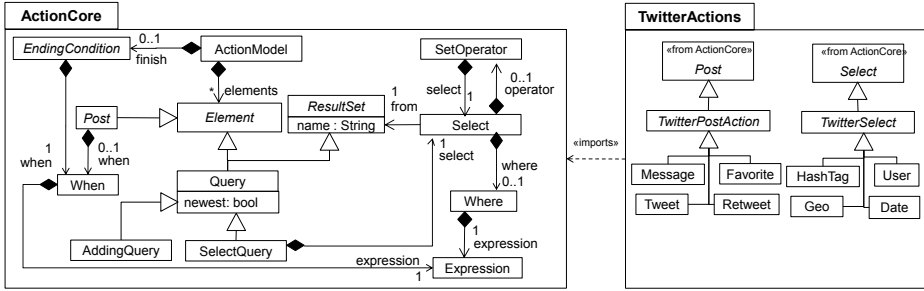 ActionCore
EndingCondition
0..1
finish
ActionModel
SetOperator
* elements
select
1
0..1
operator
Post
Element
ResultSet
name : String
1
from
Select
1
when
0..1
when
1
select
where
0..1
When
Query
newest: bool
Where
AddingQuery
SelectQuery
1
expression
expression
1
Expression
«imports»
TwitterActions
«from ActionCore»
Post
«from ActionCore»
Select
TwitterPostAction
TwitterSelect
Message
Favorite
HashTag
User
Tweet
Retweet
Geo
Date